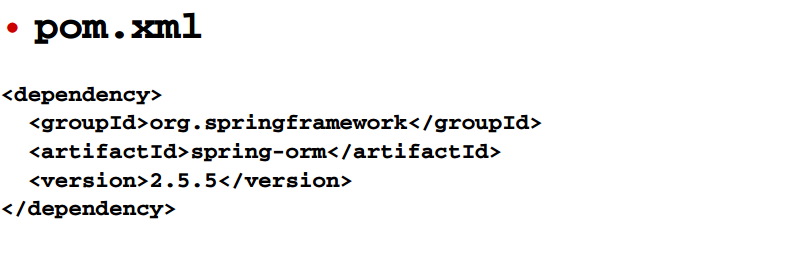 • pom.xml
<dependency>
  <groupId>org.springframework</groupId>
  <artifactId>spring-orm</artifactId>
  <version>2.5.5</version>
</dependency>